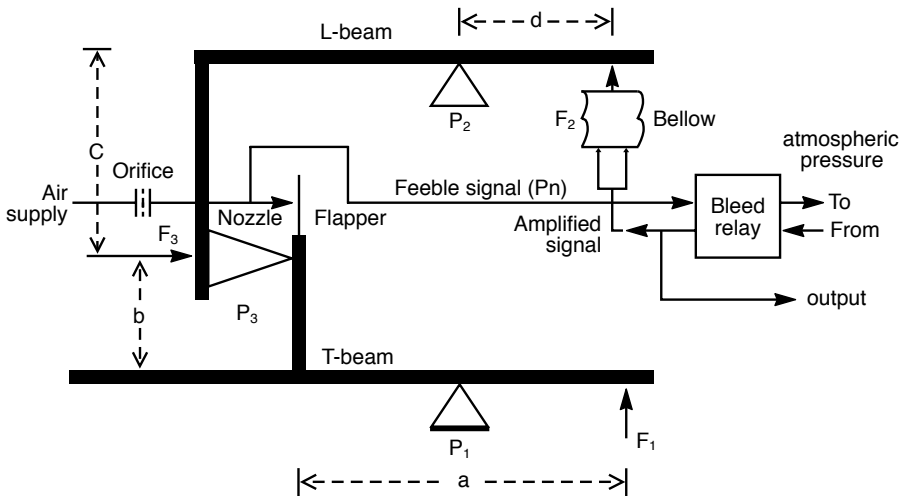 d
L-beam
P2
F2
Bellow
C
Orifice
Air
supply
Nozzle
Flapper
Feeble signal (Pn)
Amplified
signal
Bleed
relay
atmospheric
pressure
To
From
output
F3
P3
b
T-beam
P1
F1
a